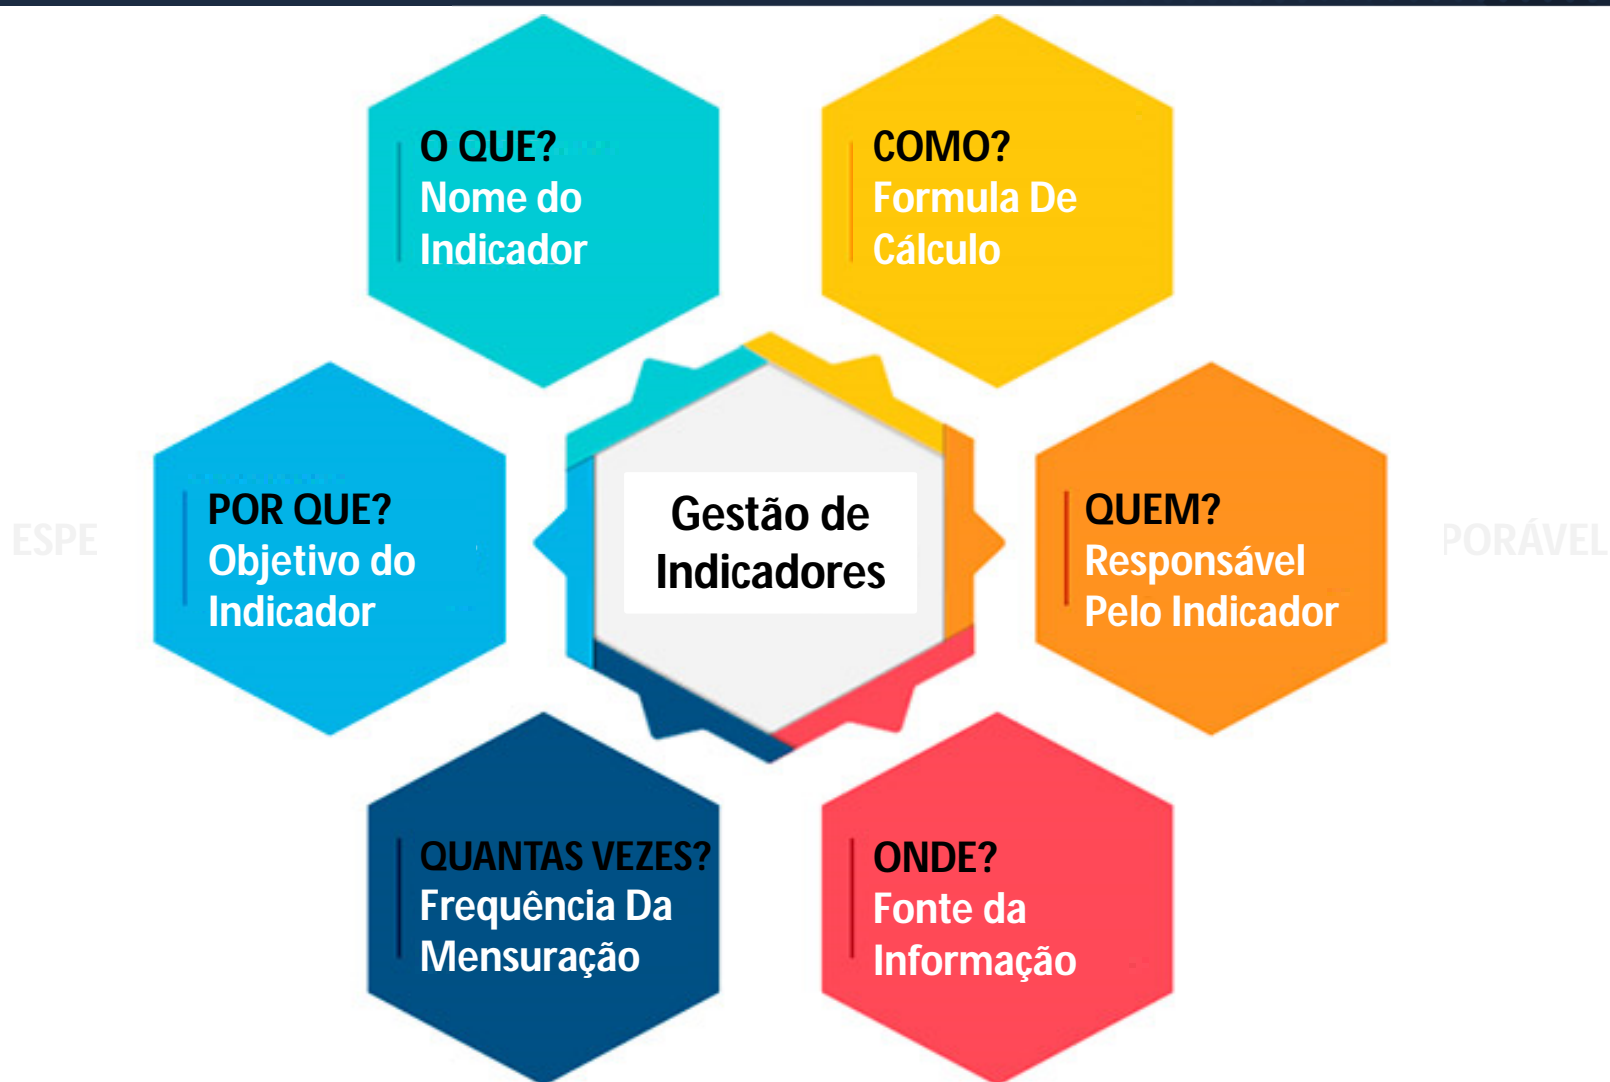 O QUE?
Nome do
Indicador
COMO?
Formula De
Cálculo
POR QUE?
Objetivo do
Indicador
Gestão de
Indicadores
QUEM?
Responsável
Pelo Indicador
ESPE
PORÁVEL
QUANTAS VEZES?
Frequência Da
Mensuração
ONDE?
Fonte da
Informação